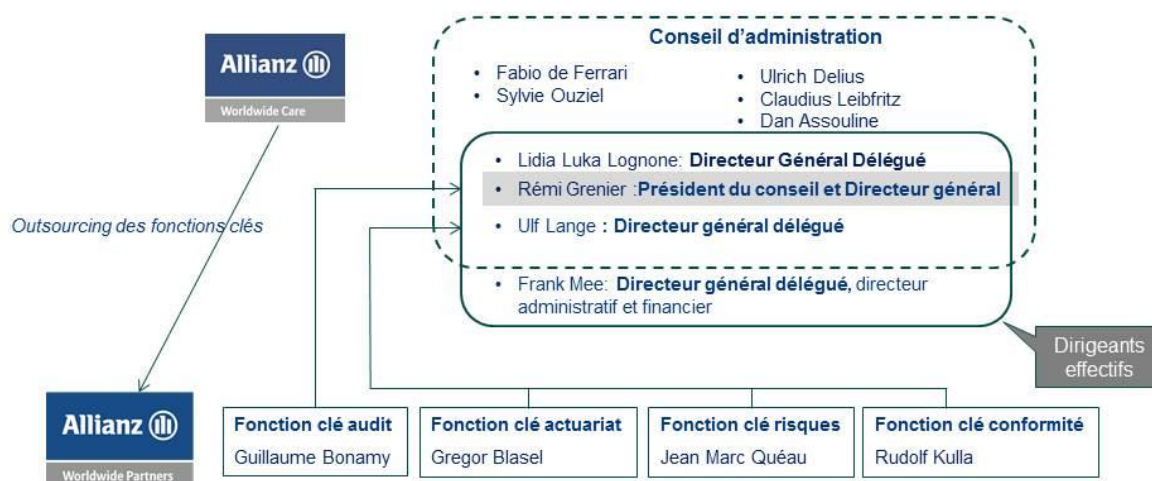 Conseil d'administration
Allianz
Worldwide Care
• Fabio de Ferrari
• Sylvie Ouziel
• Ulrich Delius
• Claudius Leibfritz
• Dan Assouline
• Lidia Luka Lognone: Directeur Général Délégué
• Rémi Grenier :Président du conseil et Directeur général
• Ulf Lange : Directeur général délégué
• Frank Mee: Directeur général délégué, directeur
administratif et financier
Outsourcing des fonctions clés
Dirigeants
effectifs
Allianz
Worldwide Partners
Fonction clé audit
Guillaume Bonamy
Fonction clé actuariat
Gregor Blasel
Fonction clé risques
Jean Marc Quéau
Fonction clé conformité
Rudolf Kulla